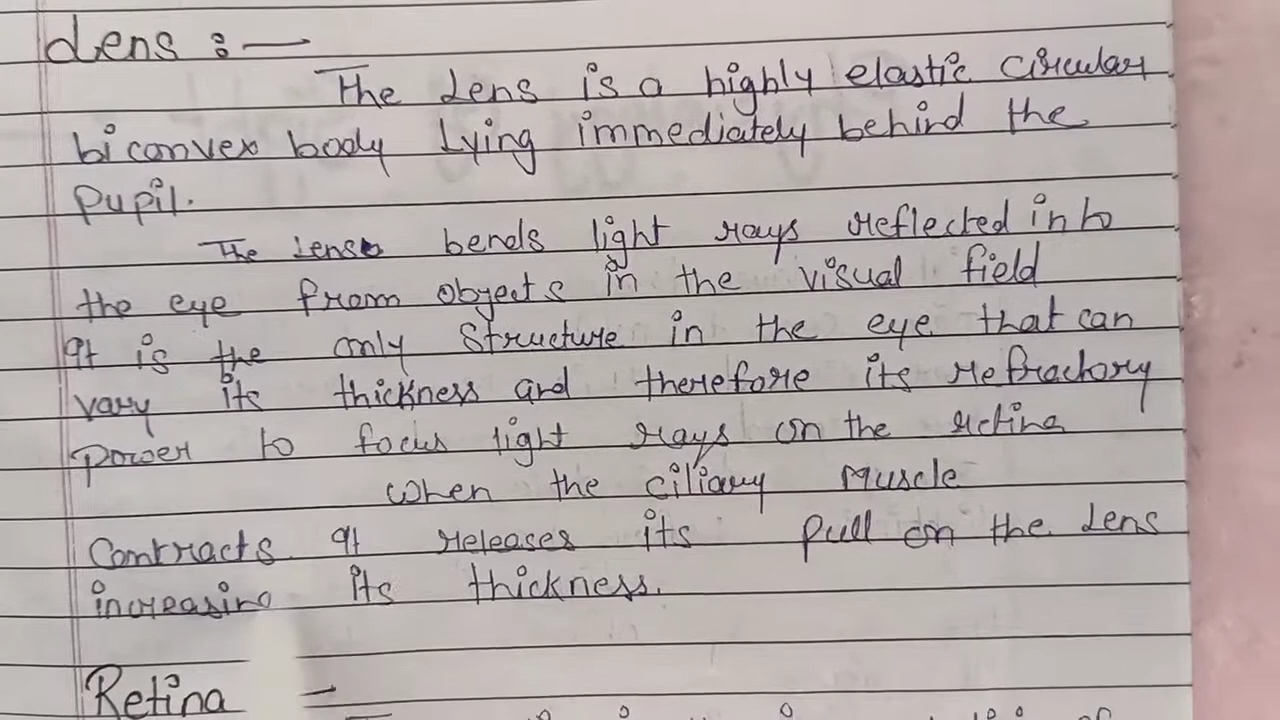 Lens :—
The Lens is a highly elastic circular
biconvex body Lying immediately behind the
pupil.
The Lens bends light rays reflected into
the eye from objects in the visual field
It is the only structure in the eye that can
vary its thickness and therefore its refractory
power to focus light rays on the retina
when the ciliary Muscle
Contracts It releases its pull on the Lens
increasing its thickness.
Retina —